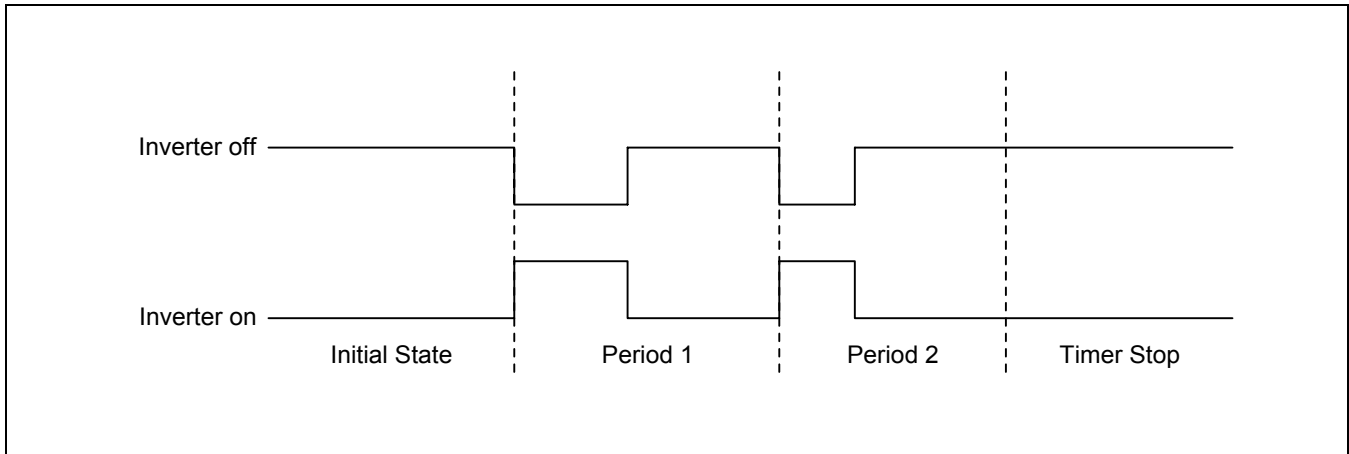 Inverter off
Inverter on
Initial State
Period 1
Period 2
Timer Stop